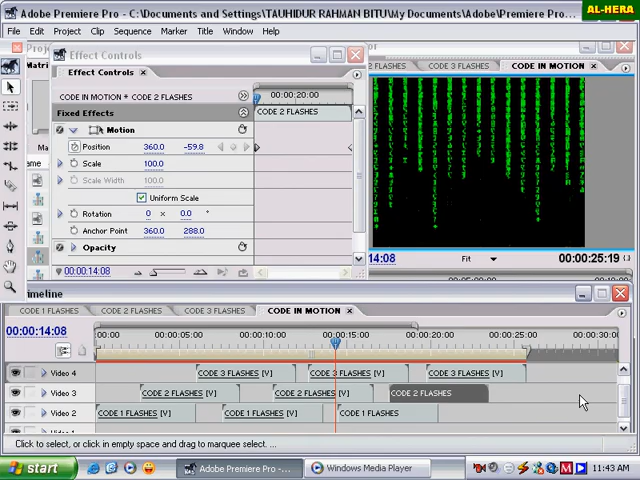 Adobe Premiere Pro - C:\Documents and Settings\TAUHIDUR RAHMAN BITU\My Documents\Adobe\Premiere Pro...
AL-HERA
File Edit Project Clip Sequence Marker Title Window Help
Effect Controls
Effect Controls
CODE 3 FLASHES CODE IN MOTION
CODE IN MOTION * CODE 2 FLASHES
00:00:20:00
Fixed Effects CODE 2 FLASHES
Motion
Position 360.0 -59.8
Scale 100.0
Scale Width 100.0
Uniform Scale
Rotation 0 x 0.0 °
Anchor Point 360.0 288.0
Opacity
00:00:14:08
Fit 00:00:25:19
CODE 1 FLASHES CODE 2 FLASHES CODE 3 FLASHES CODE IN MOTION
00:00:14:08
00:00 00:00:05:00 00:00:10:00 00:00:15:00 00:00:20:00 00:00:25:00 00:00:30:00
Video 4 CODE 3 FLASHES [V] CODE 3 FLASHES [V] CODE 3 FLASHES [V]
Video 3 CODE 2 FLASHES [V] CODE 2 FLASHES [V] CODE 2 FLASHES
Video 2 CODE 1 FLASHES [V] CODE 1 FLASHES [V] CODE 1 FLASHES
Click to select, or click in empty space and drag to marquee select.
start
Adobe Premiere Pro -...
Windows Media Player
11:43 AM